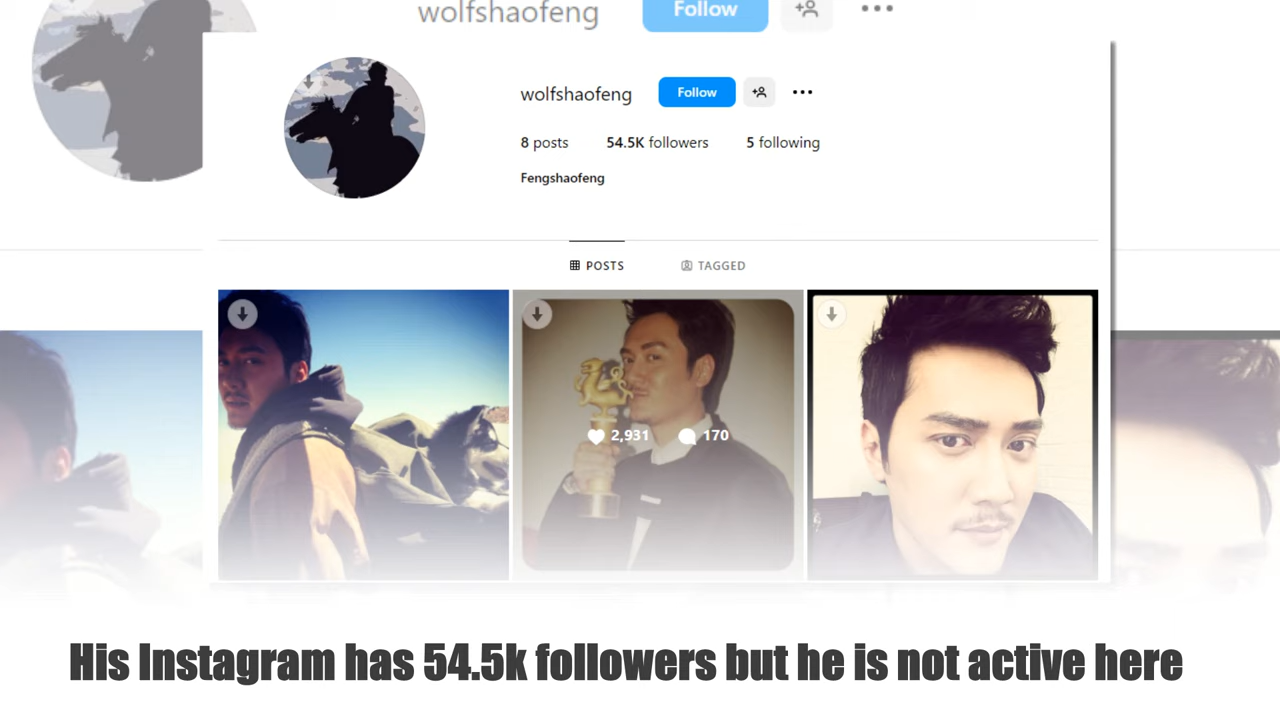 wolfshaofeng Follow
wolfshaofeng Follow
8 posts 54.5K followers 5 following
Fengshaofeng
POSTS TAGGED
2,931 170
His Instagram has 54.5k followers but he is not active here